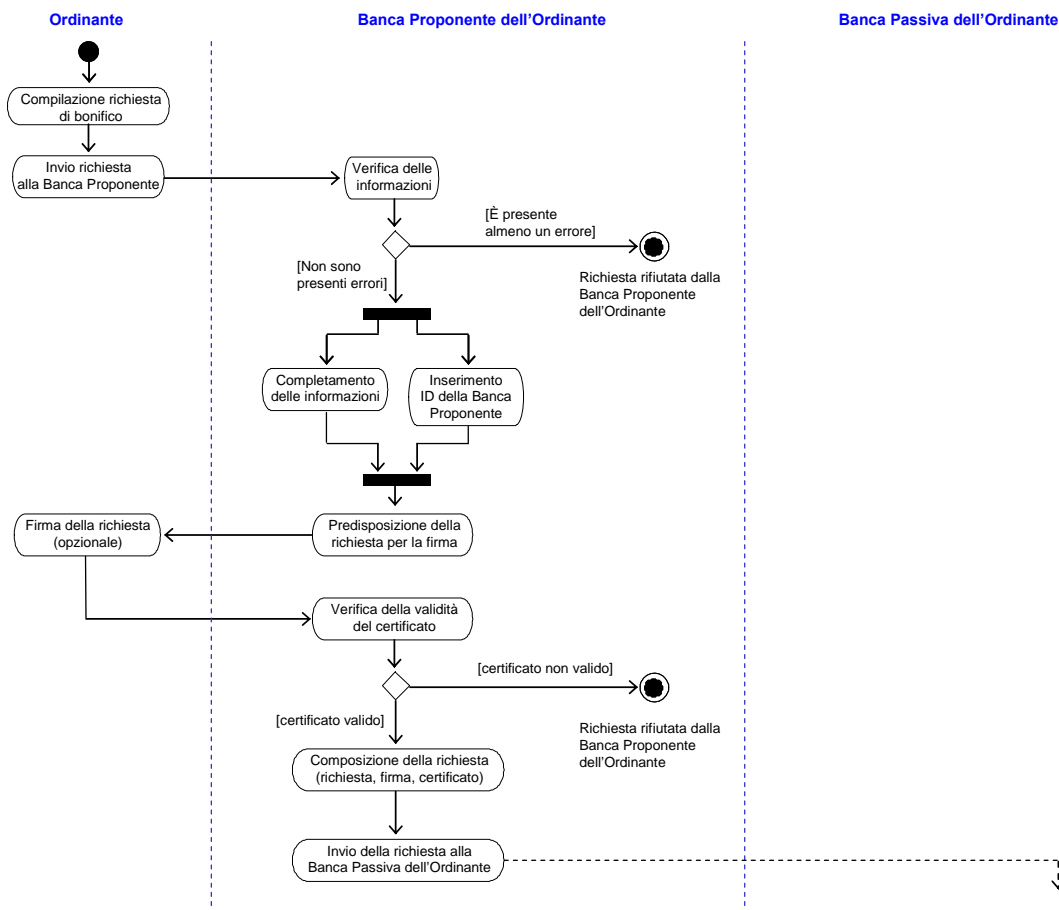 Ordinante
Banca Proponente dell'Ordinante
Banca Passiva dell'Ordinante
Compilazione richiesta
di bonifico
Invio richiesta
alla Banca Proponente
Verifica delle
informazioni
[È presente
almeno un errore]
[Non sono
presenti errori]
Richiesta rifiutata dalla
Banca Proponente
dell'Ordinante
Completamento
delle informazioni
Inserimento
ID della Banca
Proponente
Firma della richiesta
(opzionale)
Predisposizione della
richiesta per la firma
Verifica della validità
del certificato
[certificato non valido]
[certificato valido]
Richiesta rifiutata dalla
Banca Proponente
dell'Ordinante
Composizione della richiesta
(richiesta, firma, certificato)
Invio della richiesta alla
Banca Passiva dell'Ordinante